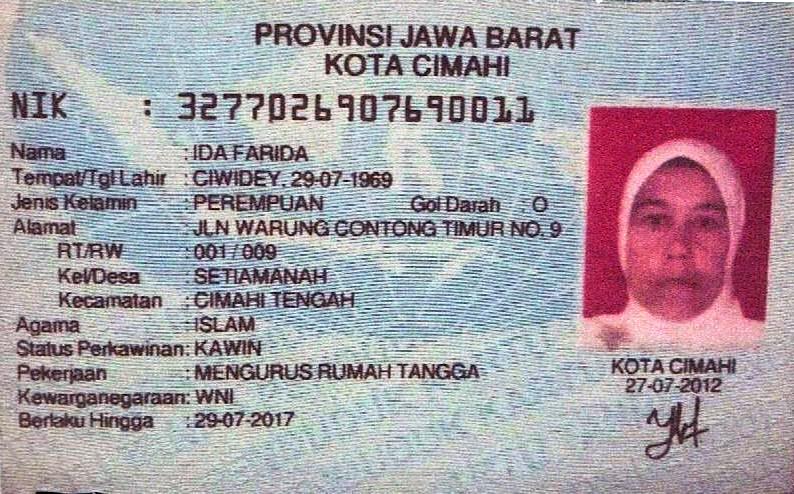 PROVINSI JAWA BARAT
KOTA CIMAHI
NIK : 3277026907690011
Nama : IDA FARIDA
Tempat/Tgl Lahir : CIWIDEY, 29-07-1969
Jenis Kelamin : PEREMPUAN Gol Darah : O
Alamat : JLN WARUNG CONTONG TIMUR NO. 9
RT/RW : 001 / 009
Kel/Desa : SETIAMANAH
Kecamatan : CIMAHI TENGAH
Agama : ISLAM
Status Perkawinan: KAWIN
Pekerjaan : MENGURUS RUMAH TANGGA
Kewarganegaraan: WNI
Berlaku Hingga : 29-07-2017
KOTA CIMAHI
27-07-2012